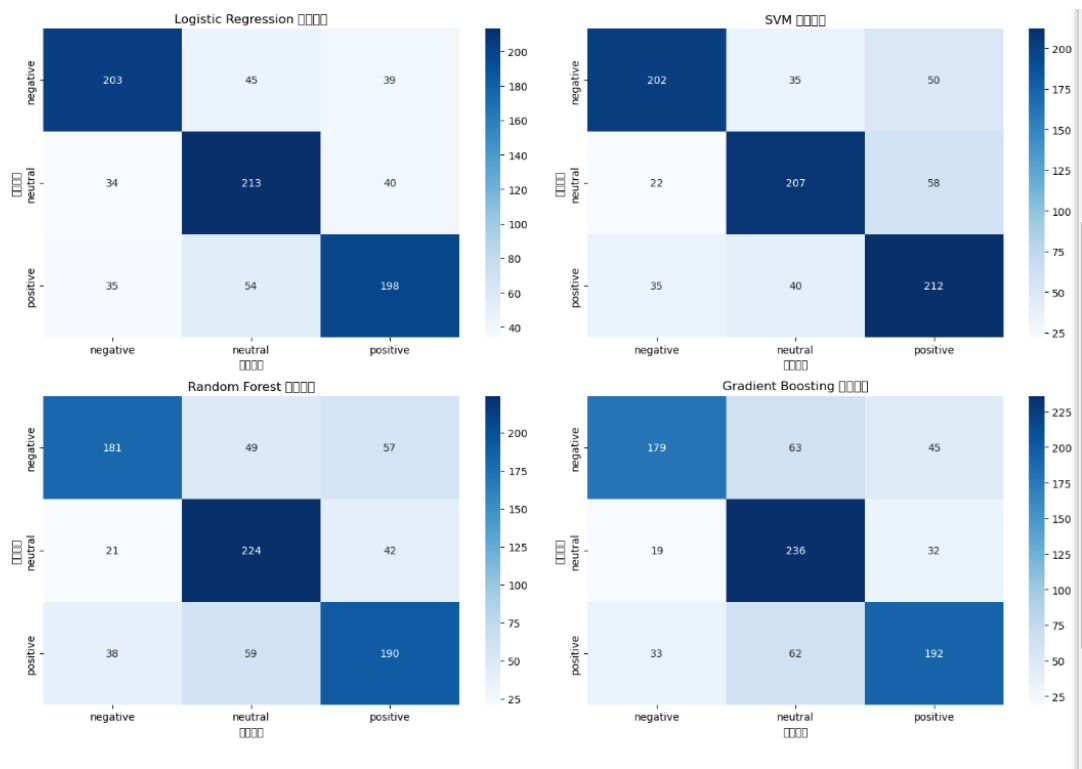 Logistic Regression
negative 203 45 39
neutral 34 213 40
positive 35 54 198
negative neutral positive
200
180
160
140
120
100
80
60
40
SVM
negative 202 35 50
neutral 22 207 58
positive 35 40 212
negative neutral positive
200
175
150
125
100
75
50
25
Random Forest
negative 181 49 57
neutral 21 224 42
positive 38 59 190
negative neutral positive
200
175
150
125
100
75
50
25
Gradient Boosting
negative 179 63 45
neutral 19 236 32
positive 33 62 192
negative neutral positive
225
200
175
150
125
100
75
50
25